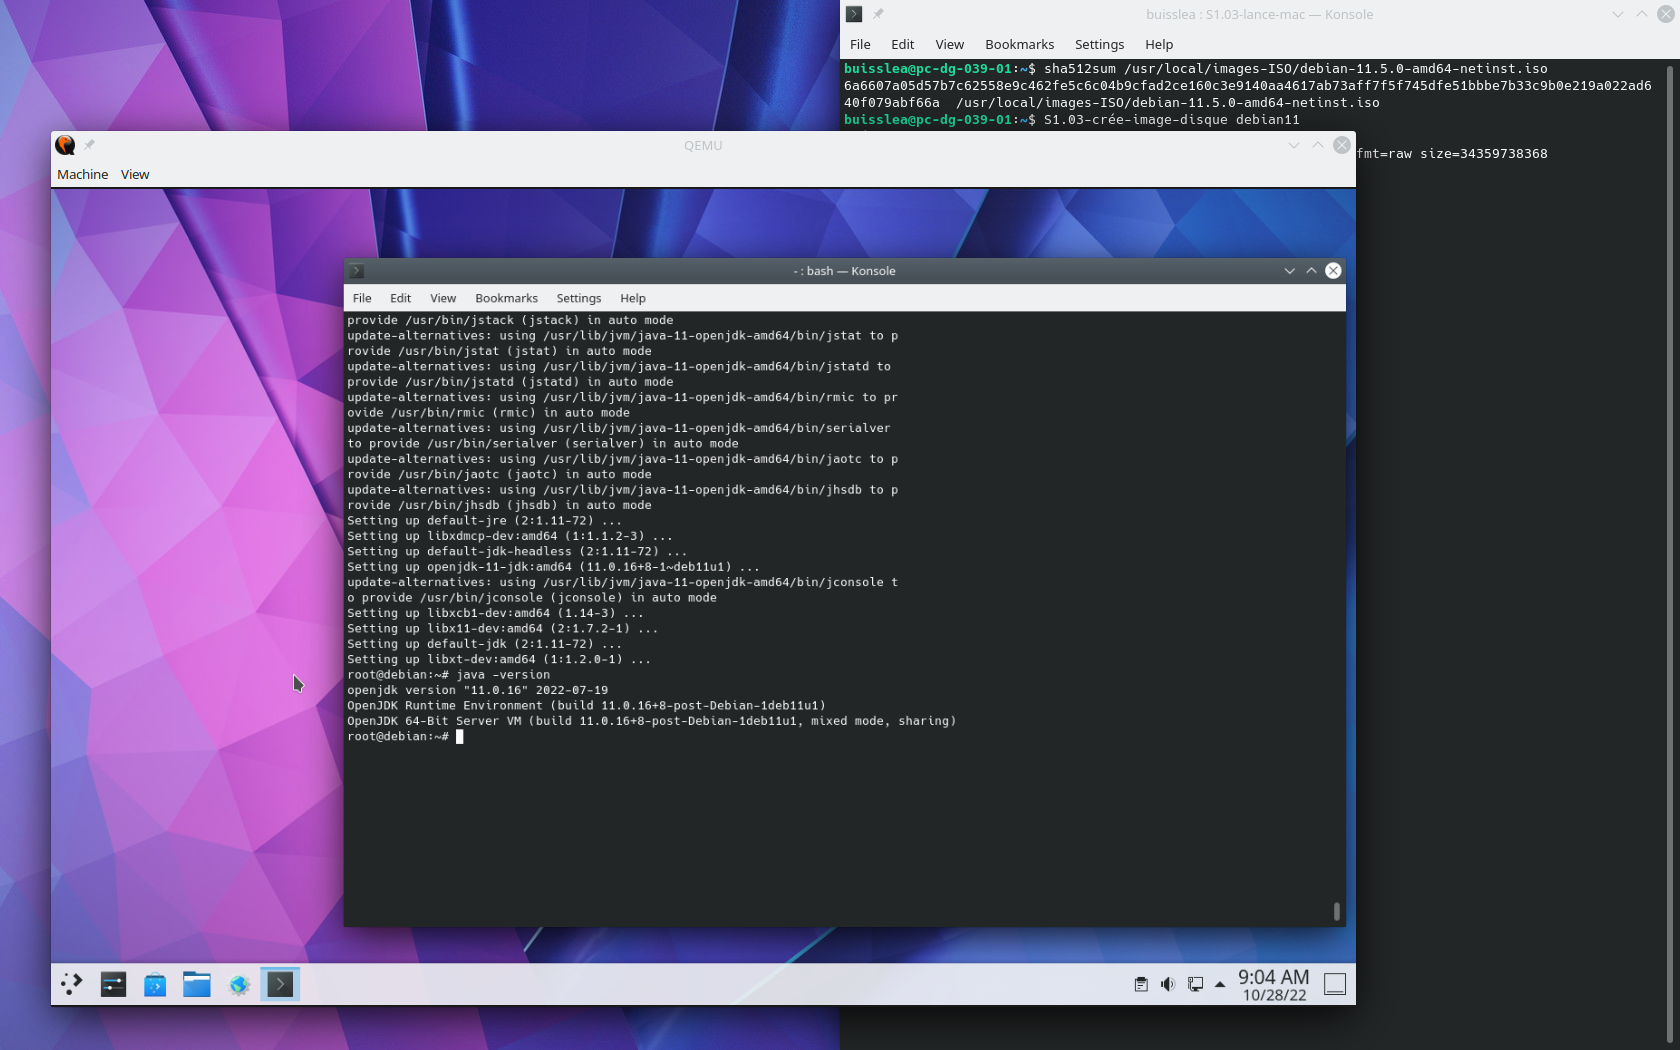 buisslea : S1.03-lance-mac — Konsole
File Edit View Bookmarks Settings Help
buisslea@pc-dg-039-01:~$ sha512sum /usr/local/images-ISO/debian-11.5.0-amd64-netinst.iso
6a6607a05d57b7c62558e9c462fe5c6c04b9cfad2ce160c3e9140aa4617ab73aff7f5f745dfe51bbbe7b33c9b0e219a022ad6
40f079abf66a  /usr/local/images-ISO/debian-11.5.0-amd64-netinst.iso
buisslea@pc-dg-039-01:~$ S1.03-crée-image-disque debian11
fmt=raw size=34359738368
QEMU
Machine View
- : bash — Konsole
File Edit View Bookmarks Settings Help
provide /usr/bin/jstack (jstack) in auto mode
update-alternatives: using /usr/lib/jvm/java-11-openjdk-amd64/bin/jstat to p
rovide /usr/bin/jstat (jstat) in auto mode
update-alternatives: using /usr/lib/jvm/java-11-openjdk-amd64/bin/jstatd to
provide /usr/bin/jstatd (jstatd) in auto mode
update-alternatives: using /usr/lib/jvm/java-11-openjdk-amd64/bin/rmic to pr
ovide /usr/bin/rmic (rmic) in auto mode
update-alternatives: using /usr/lib/jvm/java-11-openjdk-amd64/bin/serialver
to provide /usr/bin/serialver (serialver) in auto mode
update-alternatives: using /usr/lib/jvm/java-11-openjdk-amd64/bin/jaotc to p
rovide /usr/bin/jaotc (jaotc) in auto mode
update-alternatives: using /usr/lib/jvm/java-11-openjdk-amd64/bin/jhsdb to p
rovide /usr/bin/jhsdb (jhsdb) in auto mode
Setting up default-jre (2:1.11-72) ...
Setting up libxdmcp-dev:amd64 (1:1.1.2-3) ...
Setting up default-jdk-headless (2:1.11-72) ...
Setting up openjdk-11-jdk:amd64 (11.0.16+8-1~deb11u1) ...
update-alternatives: using /usr/lib/jvm/java-11-openjdk-amd64/bin/jconsole t
o provide /usr/bin/jconsole (jconsole) in auto mode
Setting up libxcb1-dev:amd64 (1.14-3) ...
Setting up libx11-dev:amd64 (2:1.7.2-1) ...
Setting up default-jdk (2:1.11-72) ...
Setting up libxt-dev:amd64 (1:1.2.0-1) ...
root@debian:~# java -version
openjdk version "11.0.16" 2022-07-19
OpenJDK Runtime Environment (build 11.0.16+8-post-Debian-1deb11u1)
OpenJDK 64-Bit Server VM (build 11.0.16+8-post-Debian-1deb11u1, mixed mode, sharing)
root@debian:~#
9:04 AM
10/28/22